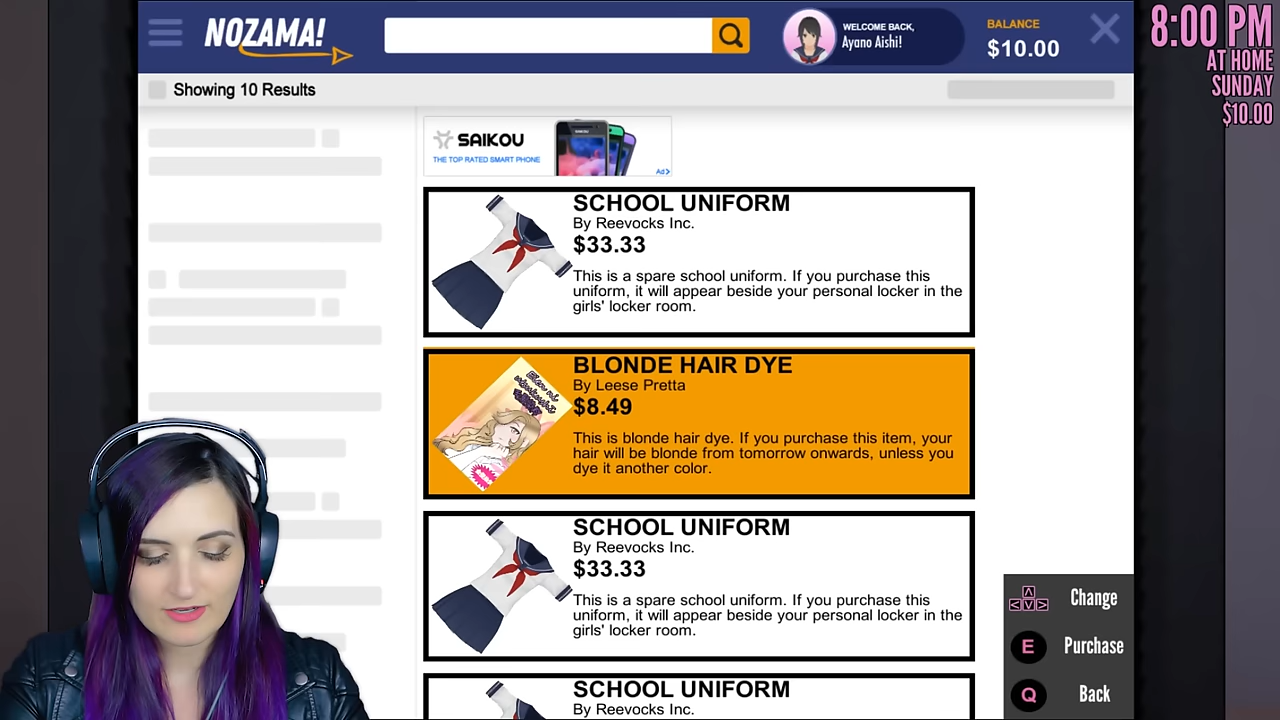 NOZAMA!
WELCOME BACK,
Ayano Aishi!
BALANCE
$10.00
8:00 PM
AT HOME
SUNDAY
$10.00
Showing 10 Results
SAIKOU
THE TOP RATED SMART PHONE
Ad
SCHOOL UNIFORM
By Reevocks Inc.
$33.33
This is a spare school uniform. If you purchase this
uniform, it will appear beside your personal locker in the
girls' locker room.
BLONDE HAIR DYE
By Leese Pretta
$8.49
This is blonde hair dye. If you purchase this item, your
hair will be blonde from tomorrow onwards, unless you
dye it another color.
SCHOOL UNIFORM
By Reevocks Inc.
$33.33
This is a spare school uniform. If you purchase this
uniform, it will appear beside your personal locker in the
girls' locker room.
SCHOOL UNIFORM
By Reevocks Inc.
Change
E Purchase
Q Back